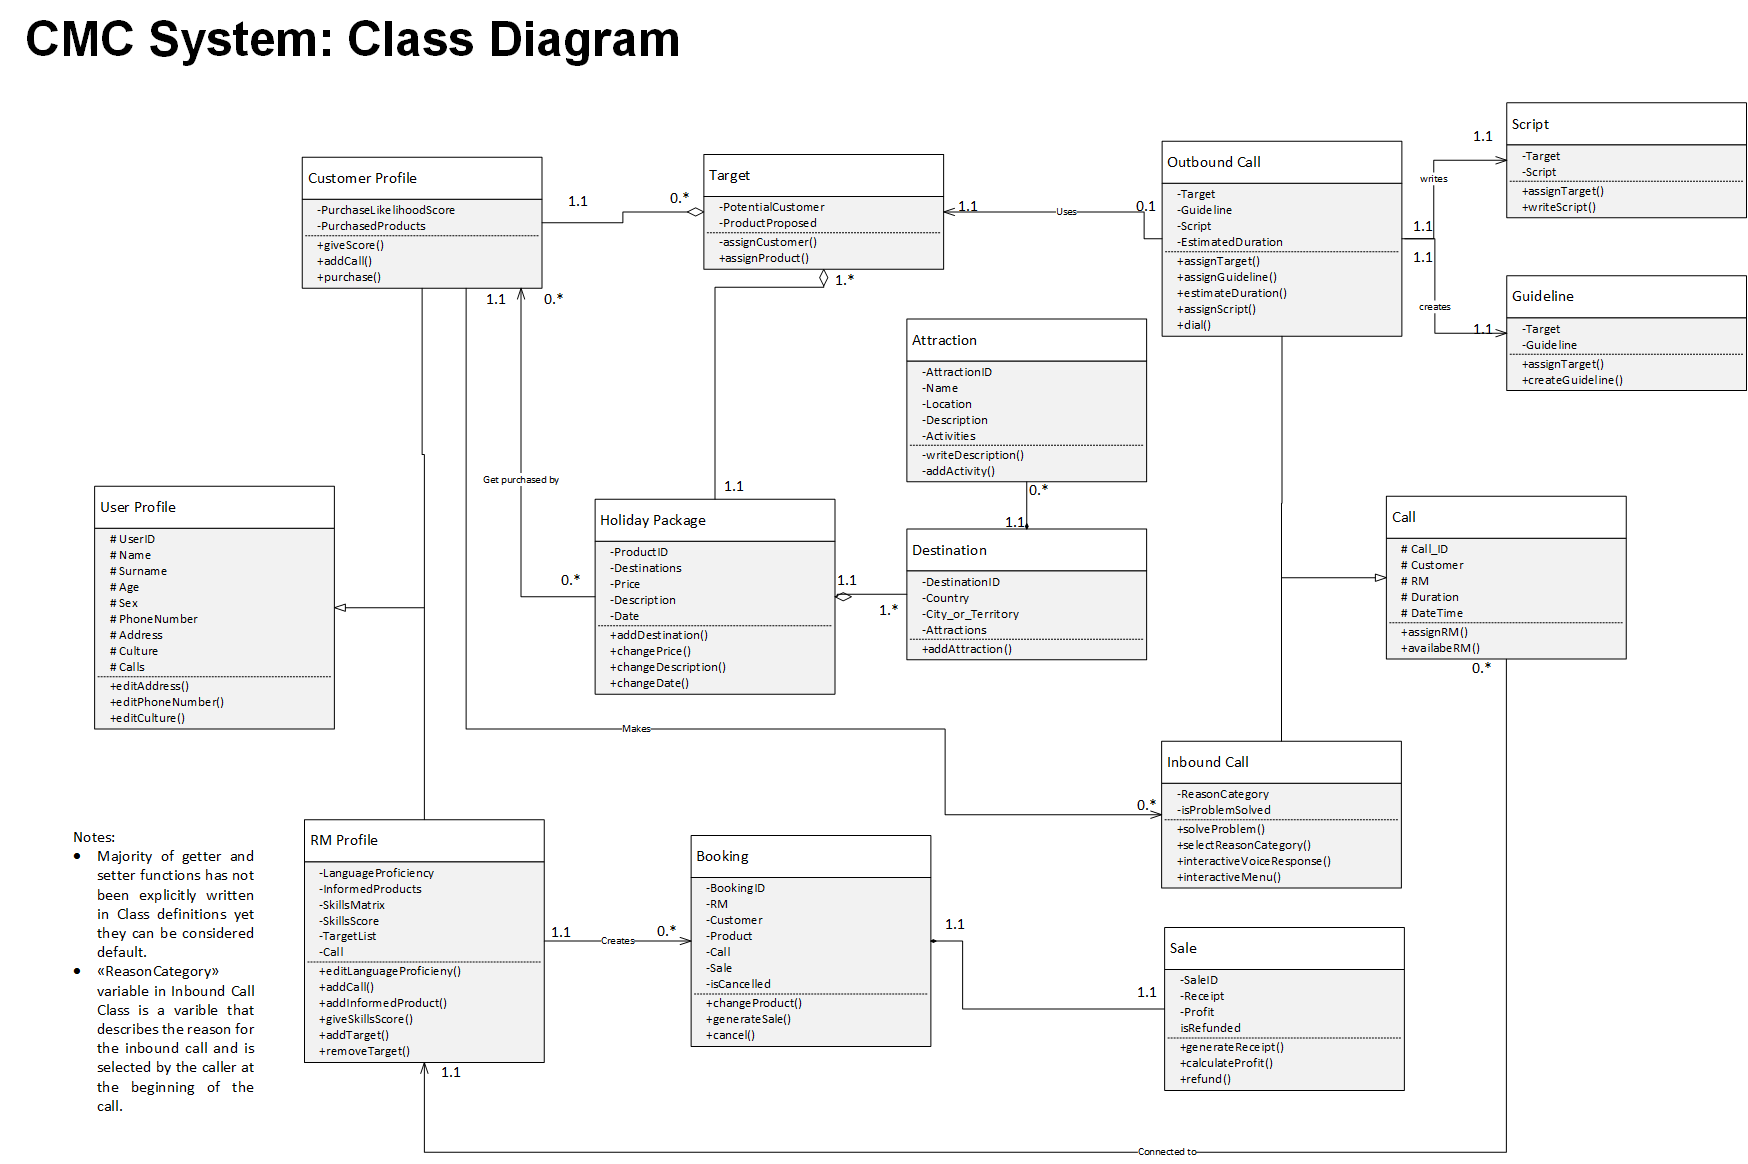 CMC System: Class Diagram
Customer Profile
-PurchaseLikelihoodScore
-PurchasedProducts
+giveScore()
+addCall()
+purchase()
1.1
0.*
Target
-PotentialCustomer
-ProductProposed
-assignCustomer()
+assignProduct()
1.1
Uses
0.1
Outbound Call
-Target
-Guideline
-Script
-EstimatedDuration
+assignTarget()
+assignGuideline()
+estimateDuration()
+assignScript()
+dial()
1.1
writes
1.1
1.1
creates
1.1
Script
-Target
-Script
+assignTarget()
+writeScript()
Guideline
-Target
-Guideline
+assignTarget()
+createGuideline()
1.1
0.*
1.*
Attraction
-AttractionID
-Name
-Location
-Description
-Activities
-writeDescription()
-addActivity()
0.*
1.1
Get purchased by
1.1
User Profile
# UserID
# Name
# Surname
# Age
# Sex
# PhoneNumber
# Address
# Culture
# Calls
+editAddress()
+editPhoneNumber()
+editCulture()
Holiday Package
-ProductID
-Destinations
-Price
-Description
-Date
+addDestination()
+changePrice()
+changeDescription()
+changeDate()
0.*
1.1
1.*
Destination
-DestinationID
-Country
-City_or_Territory
-Attractions
+addAttraction()
Call
# Call_ID
# Customer
# RM
# Duration
# DateTime
+assignRM()
+availabeRM()
0.*
Makes
0.*
Inbound Call
-ReasonCategory
-isProblemSolved
+solveProblem()
+selectReasonCategory()
+interactiveVoiceResponse()
+interactiveMenu()
Notes:
• Majority of getter and
setter functions has not
been explicitly written
in Class definitions yet
they can be considered
default.
• «ReasonCategory»
variable in Inbound Call
Class is a varible that
describes the reason for
the inbound call and is
selected by the caller at
the beginning of the
call.
RM Profile
-LanguageProficiency
-InformedProducts
-SkillsMatrix
-SkillsScore
-TargetList
-Call
+editLanguageProficieny()
+addCall()
+addInformedProduct()
+giveSkillsScore()
+addTarget()
+removeTarget()
1.1
Creates
0.*
Booking
-BookingID
-RM
-Customer
-Product
-Call
-Sale
-isCancelled
+changeProduct()
+generateSale()
+cancel()
1.1
1.1
Sale
-SaleID
-Receipt
-Profit
isRefunded
+generateReceipt()
+calculateProfit()
+refund()
1.1
Connected to